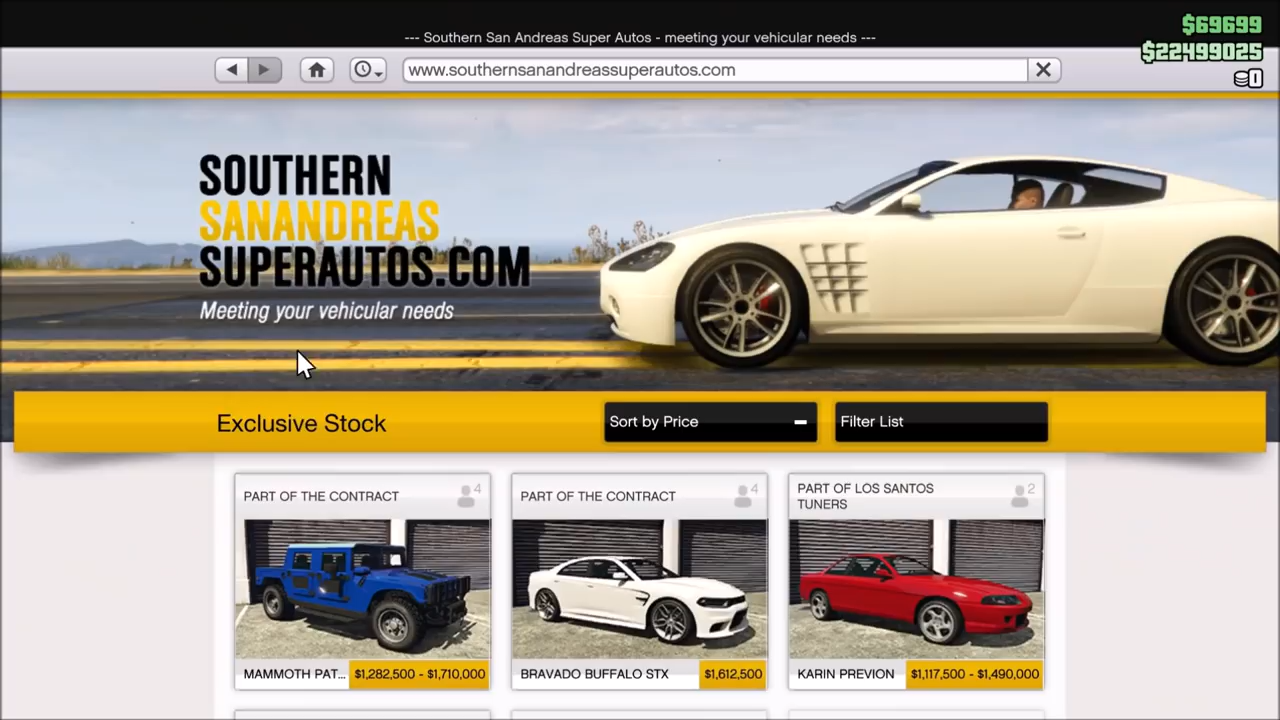 --- Southern San Andreas Super Autos - meeting your vehicular needs ---
$69699
$22499025
0
www.southernsanandreassuperautos.com
SOUTHERN
SANANDREAS
SUPERAUTOS.COM
Meeting your vehicular needs
Exclusive Stock
Sort by Price
Filter List
PART OF THE CONTRACT
4
PART OF THE CONTRACT
4
PART OF LOS SANTOS
TUNERS
2
MAMMOTH PAT...
$1,282,500 - $1,710,000
BRAVADO BUFFALO STX
$1,612,500
KARIN PREVION
$1,117,500 - $1,490,000